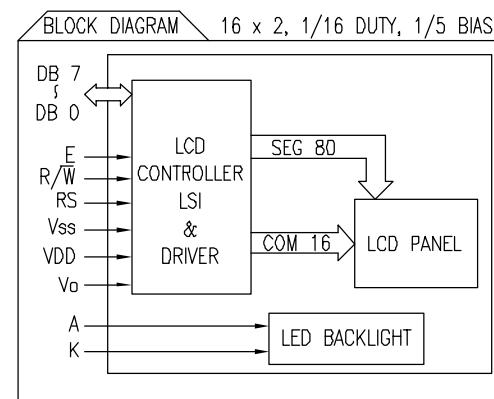 BLOCK DIAGRAM 16 x 2, 1/16 DUTY, 1/5 BIAS
DB 7
~
DB 0
E
R/W̅
RS
Vss
VDD
Vo
A
K
LCD
CONTROLLER
LSI
&
DRIVER
SEG 80
COM 16
LCD PANEL
LED BACKLIGHT